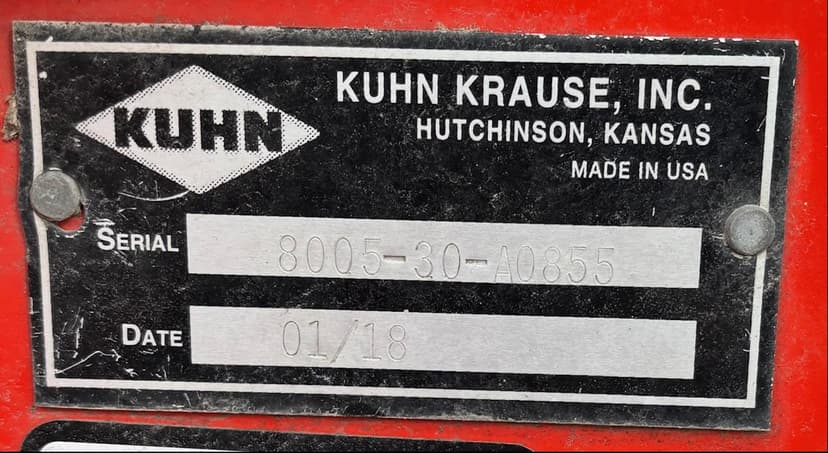 KUHN
KUHN KRAUSE, INC.
HUTCHINSON, KANSAS
MADE IN USA
SERIAL 8005-30-A0855
DATE 01/18